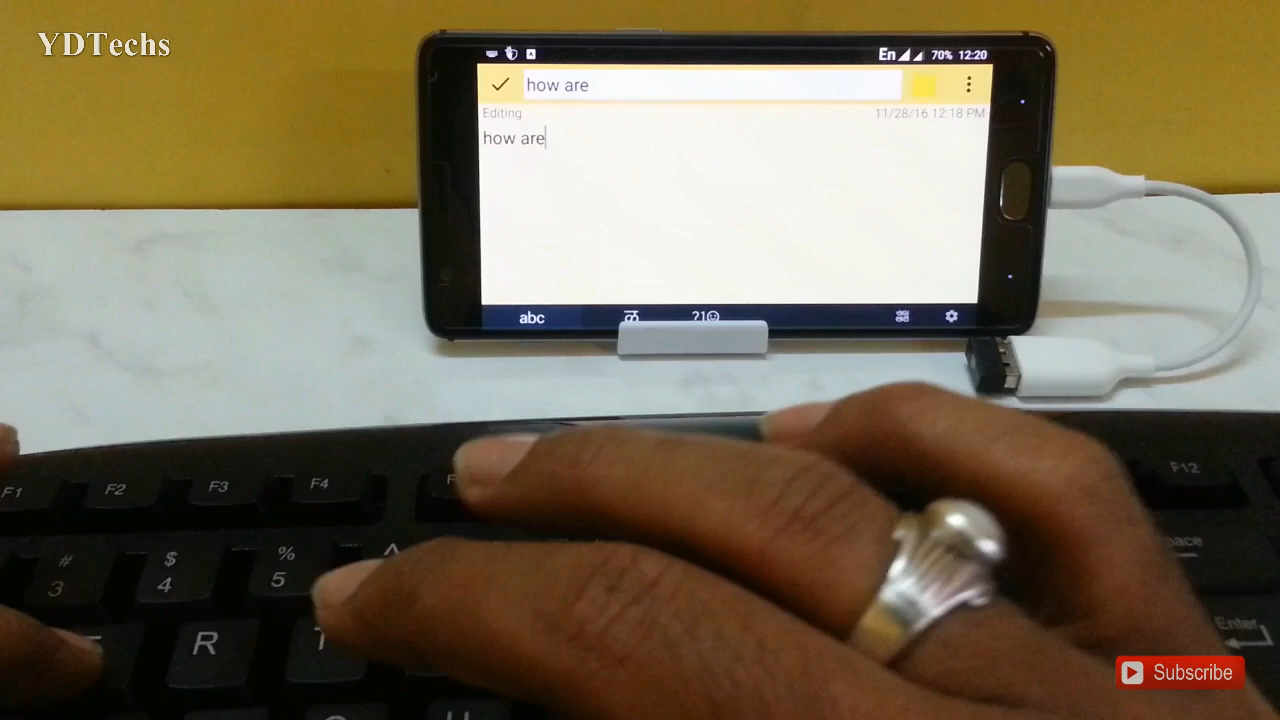 YDTechs
En 70% 12:20
how are
Editing 11/28/16 12:18 PM
how are
abc ?1☺
F1 F2 F3 F4 F F12
# $ % ^
3 4 5
R T
Enter
Subscribe